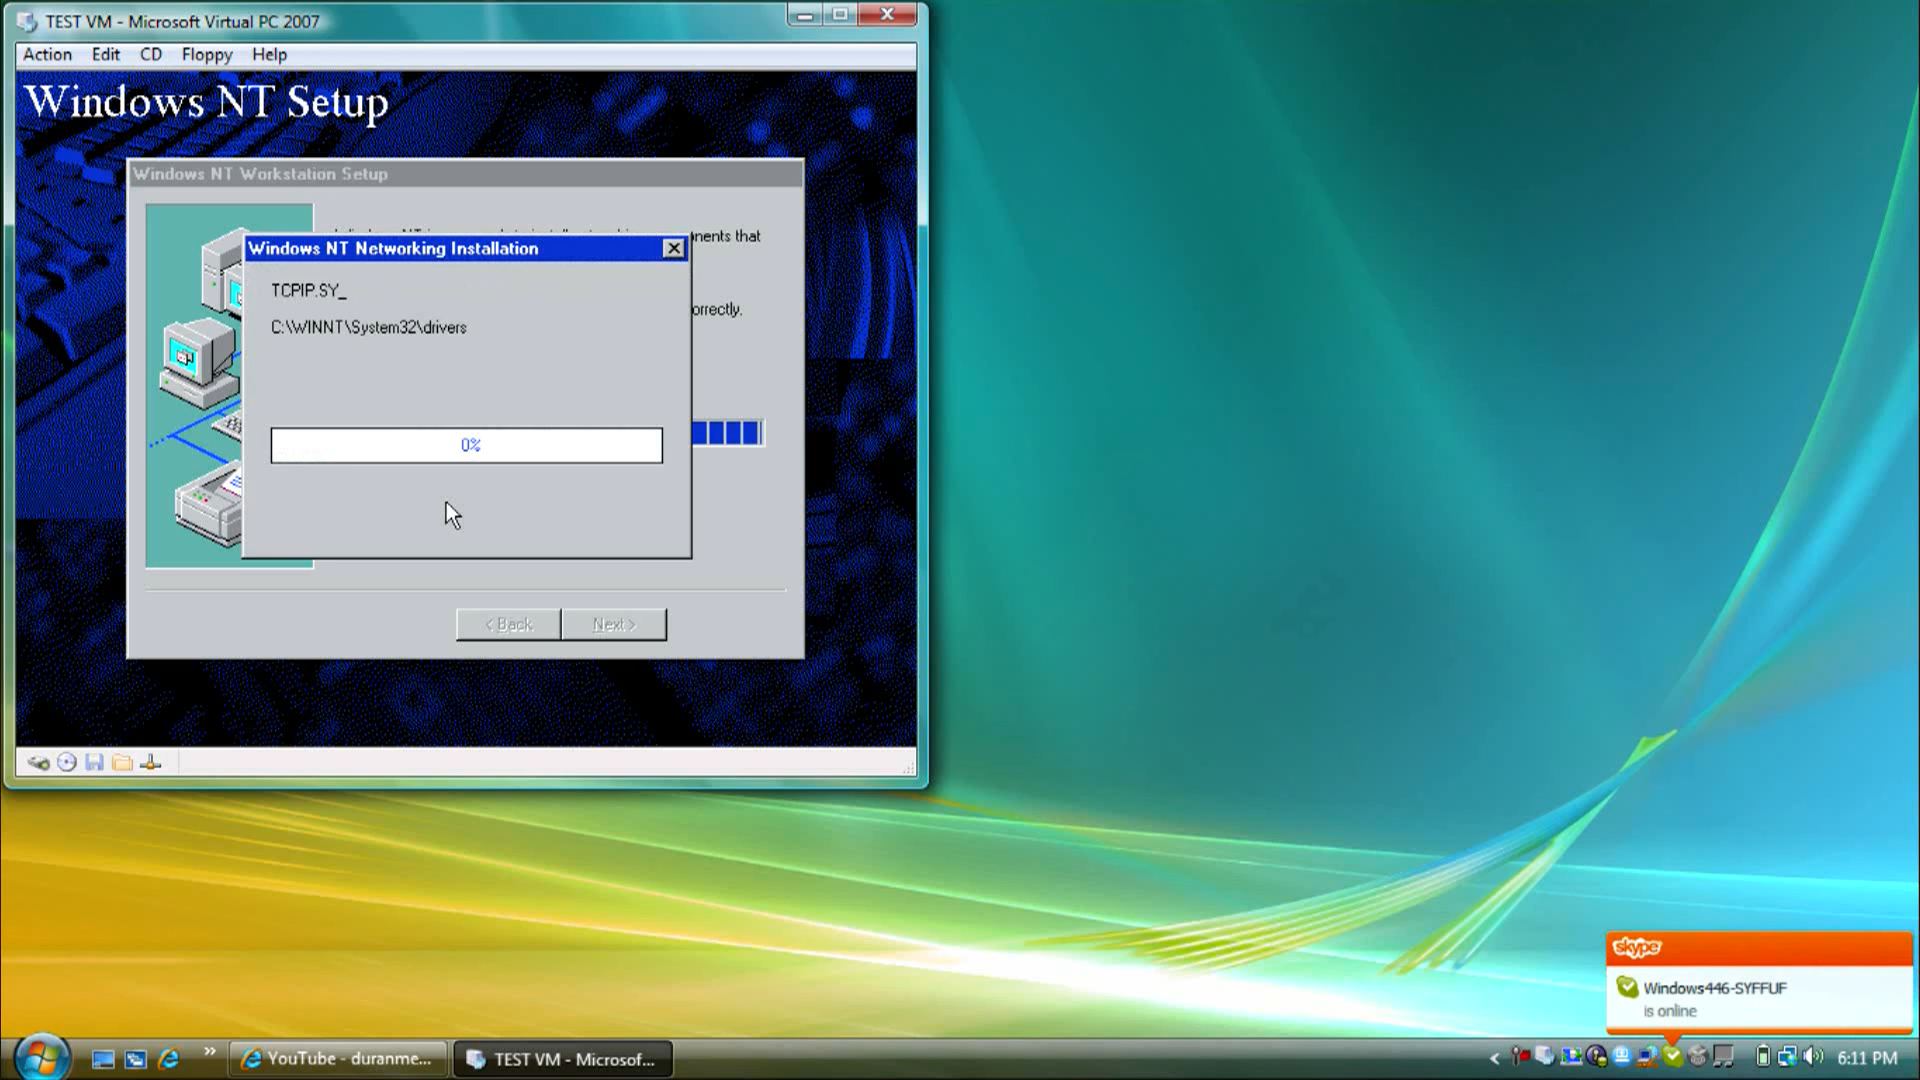 TEST VM - Microsoft Virtual PC 2007
Action Edit CD Floppy Help
Windows NT Setup
Windows NT Workstation Setup
nents that
Windows NT Networking Installation
TCPIP.SY_
orrectly.
C:\WINNT\System32\drivers
0%
< Back Next >
skype
Windows446-SYFFUF
is online
» YouTube - duranme... TEST VM - Microsof... < 6:11 PM